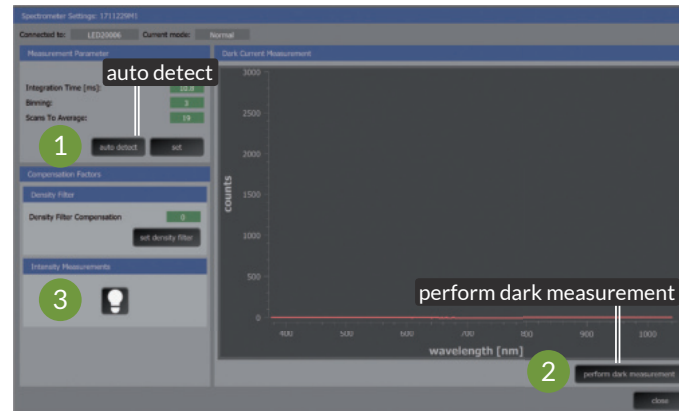 Spectrometer Settings: 1711229M1
Connected to: LED20006 Current mode: Normal
Measurement Parameter
auto detect
Integration Time [ms]:
Binning: 3
Scans To Average: 19
1
auto detect
set
Compensation Factors
Density Filter
Density Filter Compensation 0
set density filter
Intensity Measurements
3
Dark Current Measurement
3000
2500
2000
1500
1000
500
0
counts
400 500 600 700 800 900 1000
wavelength [nm]
perform dark measurement
2
perform dark measurement
close